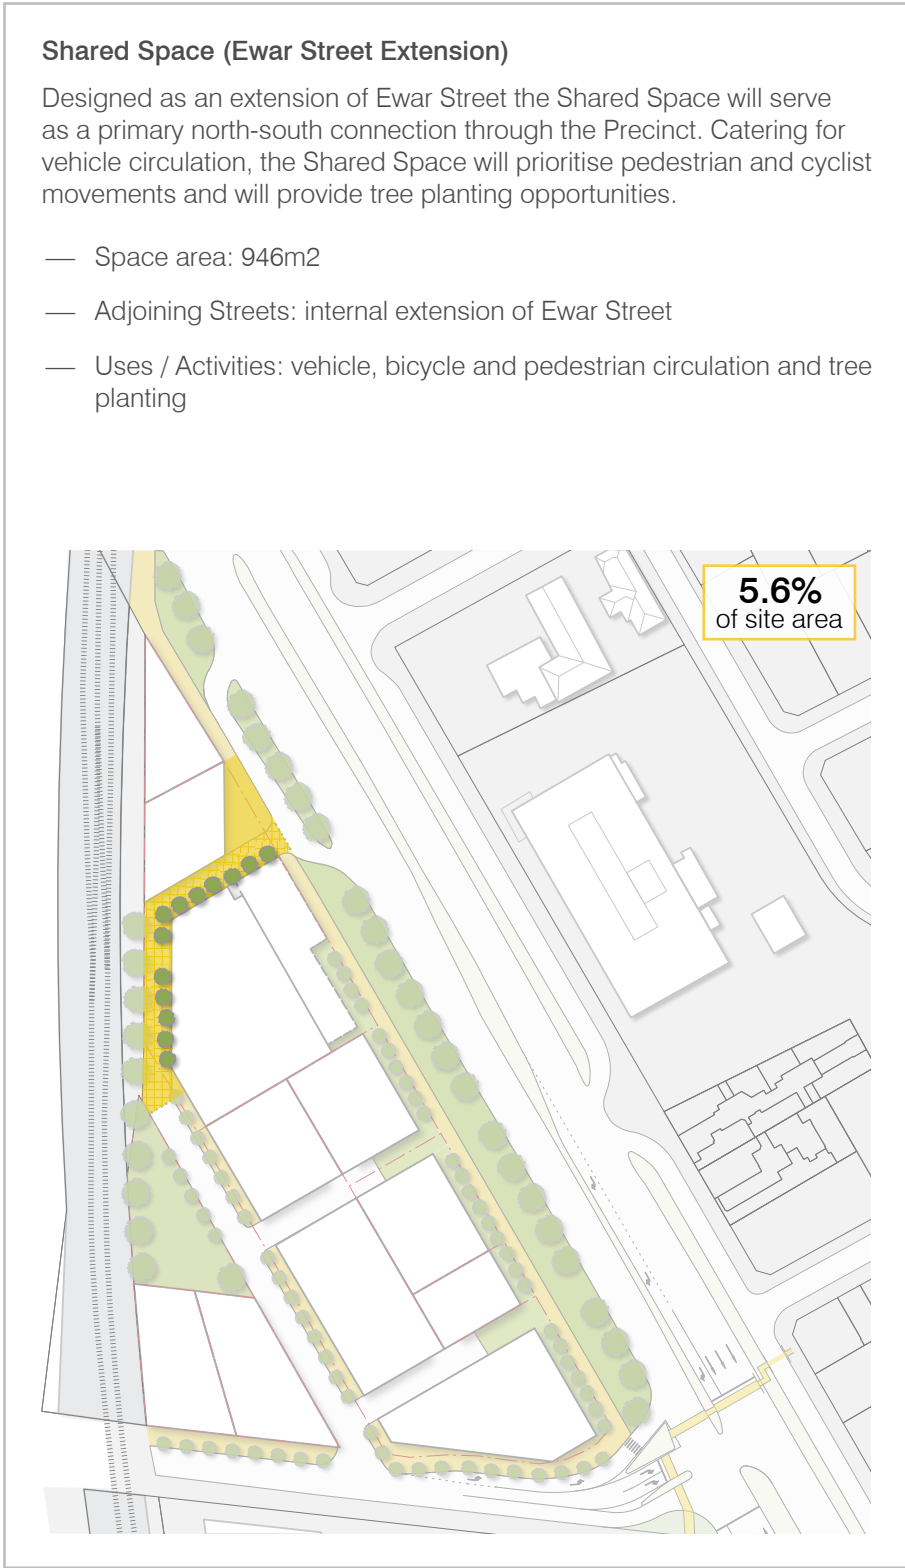 Shared Space (Ewar Street Extension)
Designed as an extension of Ewar Street the Shared Space will serve
as a primary north-south connection through the Precinct. Catering for
vehicle circulation, the Shared Space will prioritise pedestrian and cyclist
movements and will provide tree planting opportunities.
— Space area: 946m2
— Adjoining Streets: internal extension of Ewar Street
— Uses / Activities: vehicle, bicycle and pedestrian circulation and tree
planting
5.6%
of site area